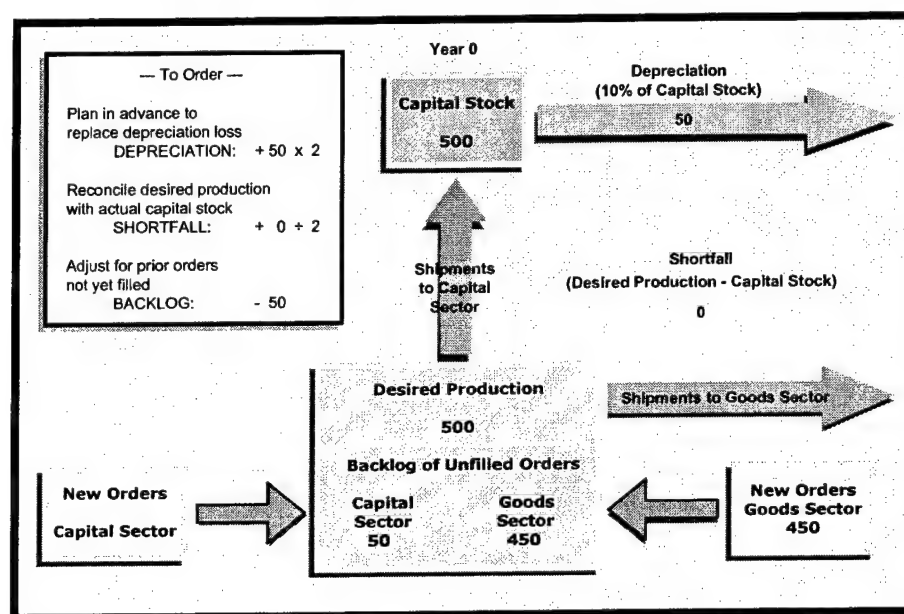 Year 0
— To Order —
Plan in advance to
replace depreciation loss
DEPRECIATION: + 50 x 2
Reconcile desired production
with actual capital stock
SHORTFALL: + 0 ÷ 2
Adjust for prior orders
not yet filled
BACKLOG: - 50
Capital Stock
500
Depreciation
(10% of Capital Stock)
50
Shipments
to Capital
Sector
Shortfall
(Desired Production - Capital Stock)
0
Desired Production
500
Shipments to Goods Sector
Backlog of Unfilled Orders
Capital
Sector
50
Goods
Sector
450
New Orders
Capital Sector
New Orders
Goods Sector
450